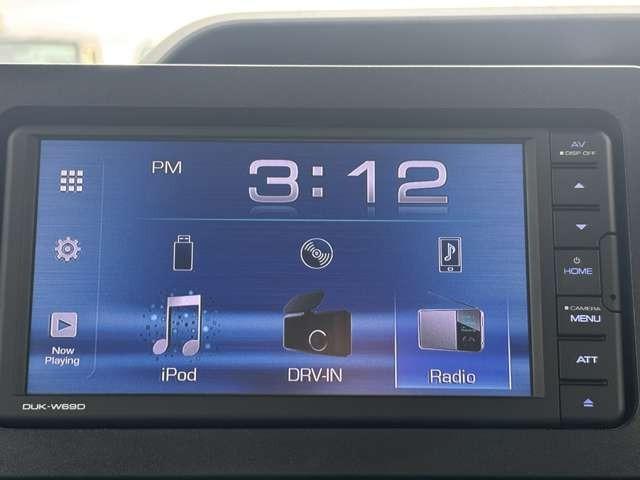 PM 3:12
Now
Playing
iPod
DRV-IN
Radio
DUK-W69D
AV
DISP OFF
HOME
CAMERA
MENU
ATT